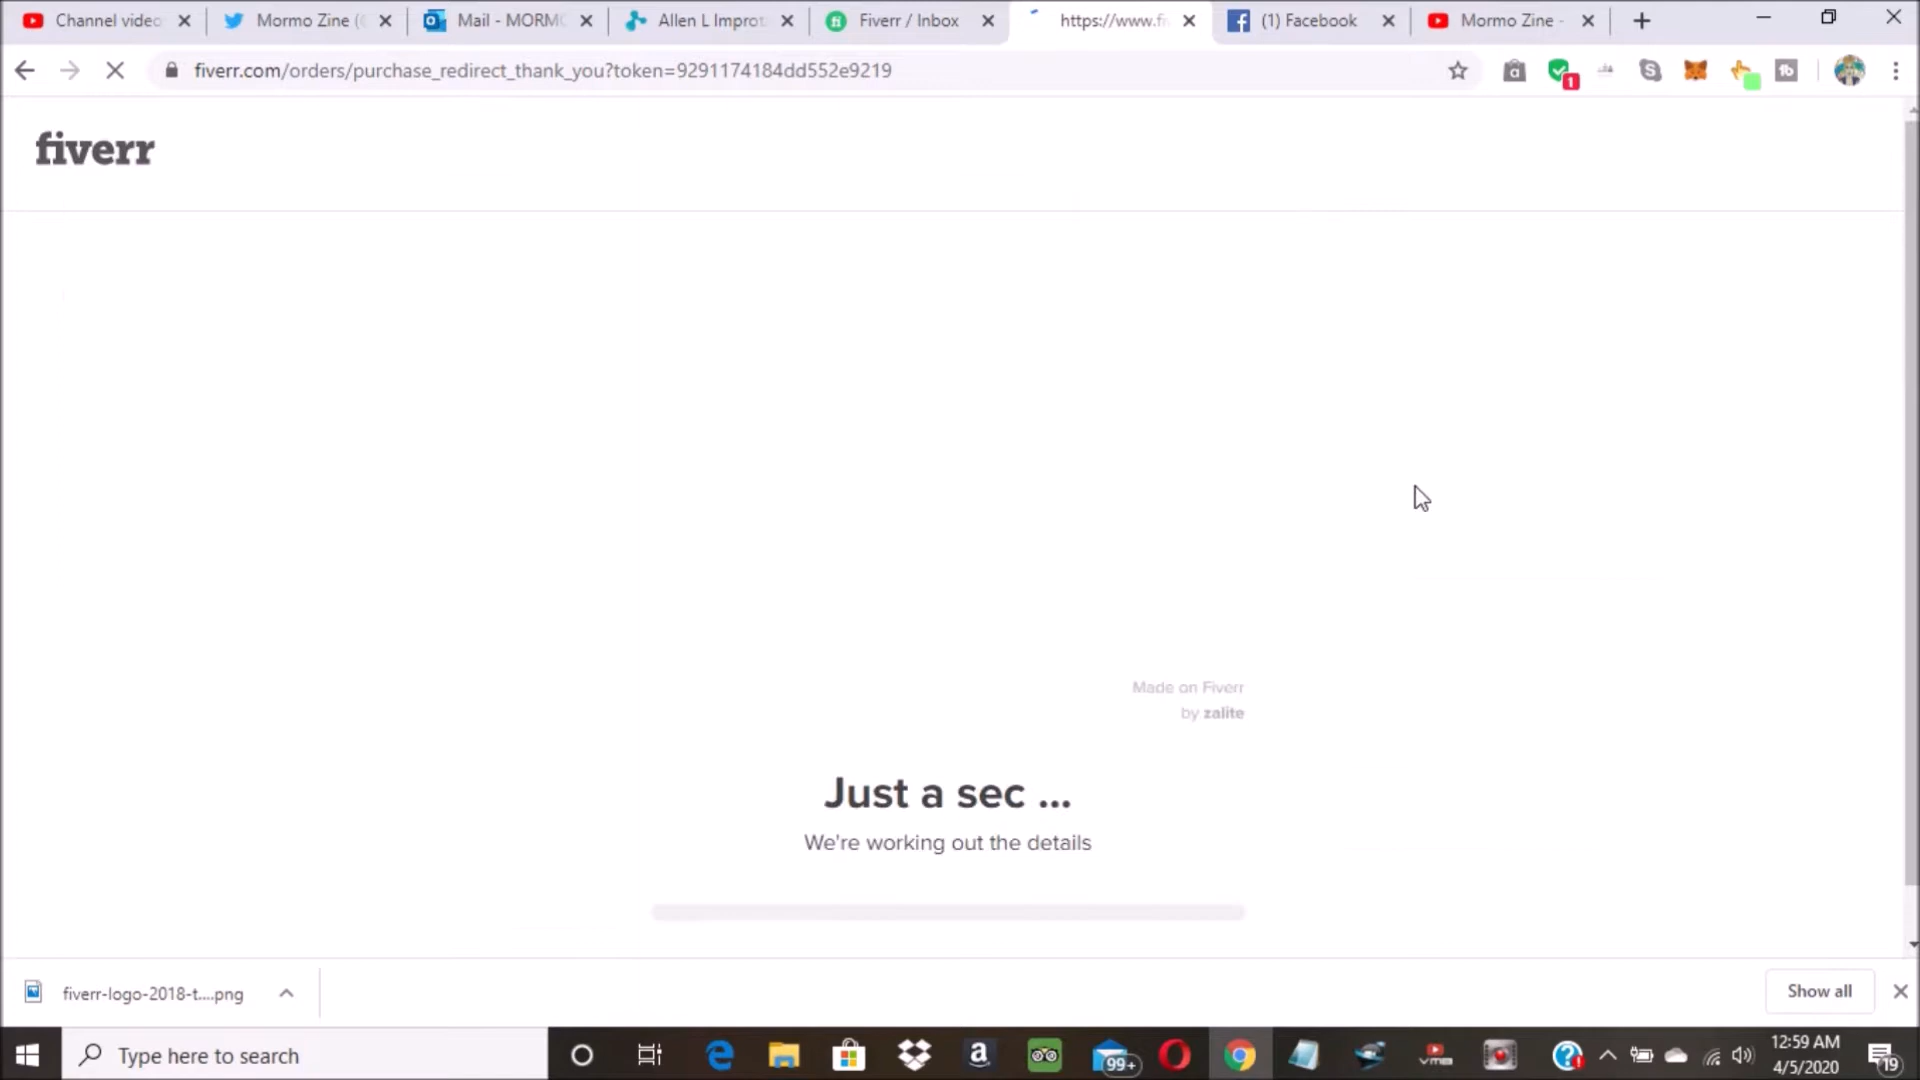 Channel video
Mormo Zine (
Mail - MORMO
Allen L Improt
Fiverr / Inbox
https://www.fi
(1) Facebook
Mormo Zine -
fiverr.com/orders/purchase_redirect_thank_you?token=9291174184dd552e9219
1
fiverr
Made on Fiverr
by zalite
Just a sec ...
We're working out the details
fiverr-logo-2018-t....png
Show all
Type here to search
99+
12:59 AM
4/5/2020
19